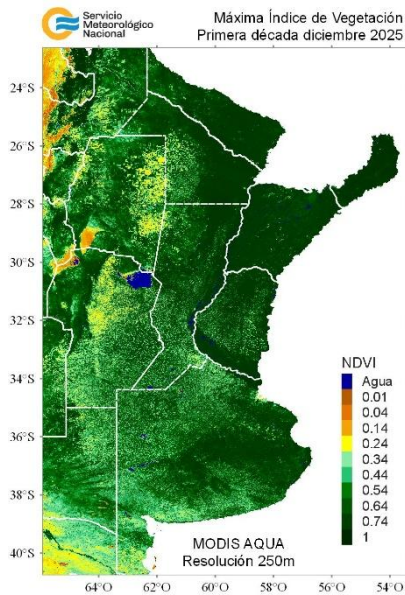 Servicio
Meteorológico
Nacional
Máxima Índice de Vegetación
Primera década diciembre 2025
24°S
26°S
28°S
30°S
32°S
34°S
36°S
38°S
40°S
NDVI
Agua
0.01
0.04
0.14
0.24
0.34
0.44
0.54
0.64
0.74
1
MODIS AQUA
Resolución 250m
64°O
62°O
60°O
58°O
56°O
54°O